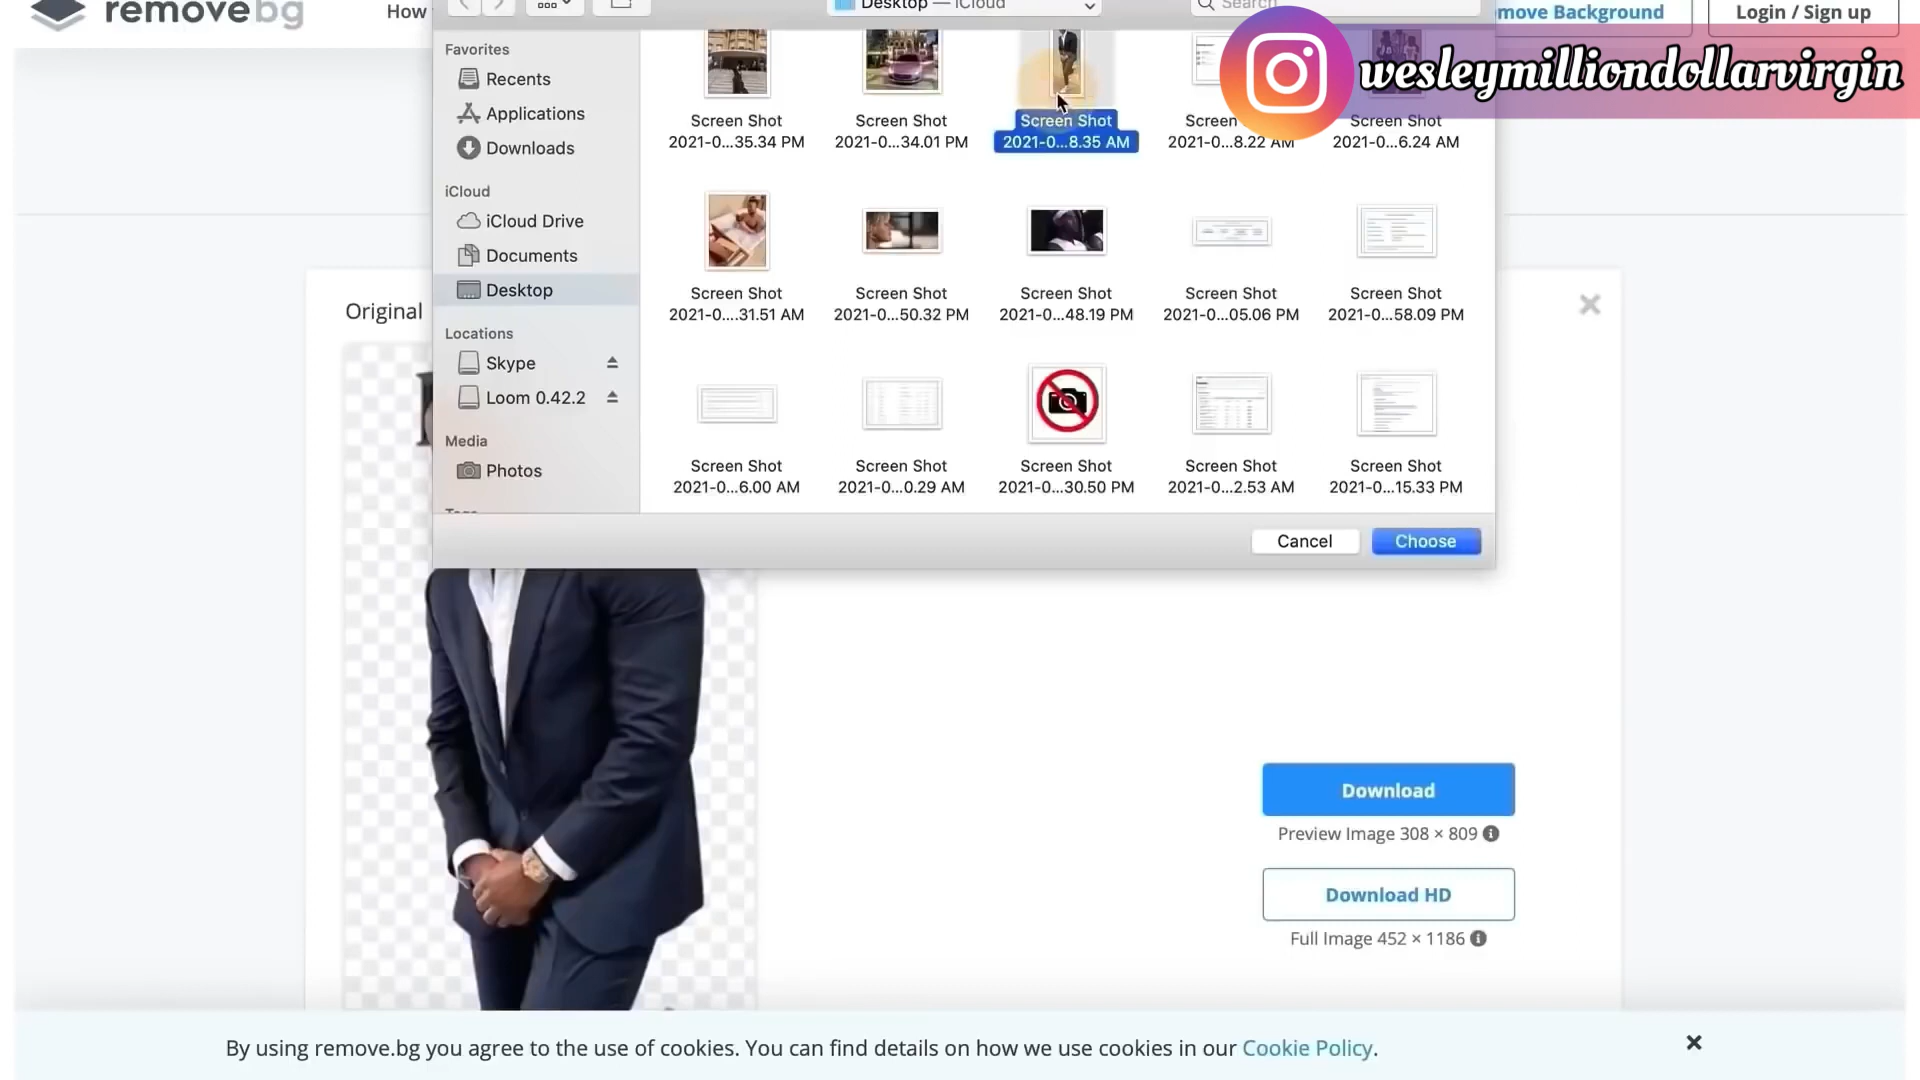 removebg
How
Desktop — iCloud
Search
move Background
Login / Sign up
wesleymilliondollarvirgin
Favorites
Recents
Applications
Downloads
iCloud
iCloud Drive
Documents
Desktop
Locations
Skype
Loom 0.42.2
Media
Photos
Screen Shot
2021-0...35.34 PM
Screen Shot
2021-0...34.01 PM
Screen Shot
2021-0...8.35 AM
Screen Shot
2021-0...8.22 AM
Screen Shot
2021-0...6.24 AM
Screen Shot
2021-0....31.51 AM
Screen Shot
2021-0...50.32 PM
Screen Shot
2021-0...48.19 PM
Screen Shot
2021-0...05.06 PM
Screen Shot
2021-0...58.09 PM
Screen Shot
2021-0...6.00 AM
Screen Shot
2021-0...0.29 AM
Screen Shot
2021-0...30.50 PM
Screen Shot
2021-0...2.53 AM
Screen Shot
2021-0...15.33 PM
Cancel
Choose
Original
Download
Preview Image 308 × 809
Download HD
Full Image 452 × 1186
By using remove.bg you agree to the use of cookies. You can find details on how we use cookies in our Cookie Policy.